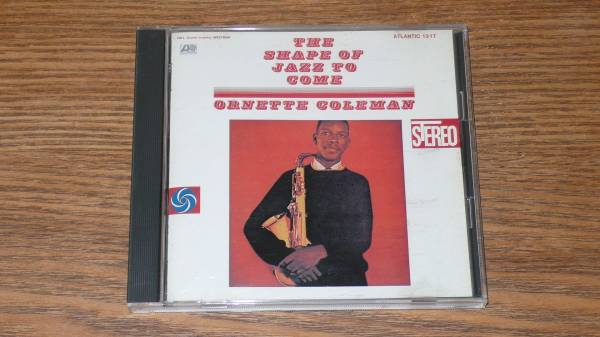 ATLANTIC 1317
THE
SHAPE OF
JAZZ TO
COME
ORNETTE COLEMAN
STEREO